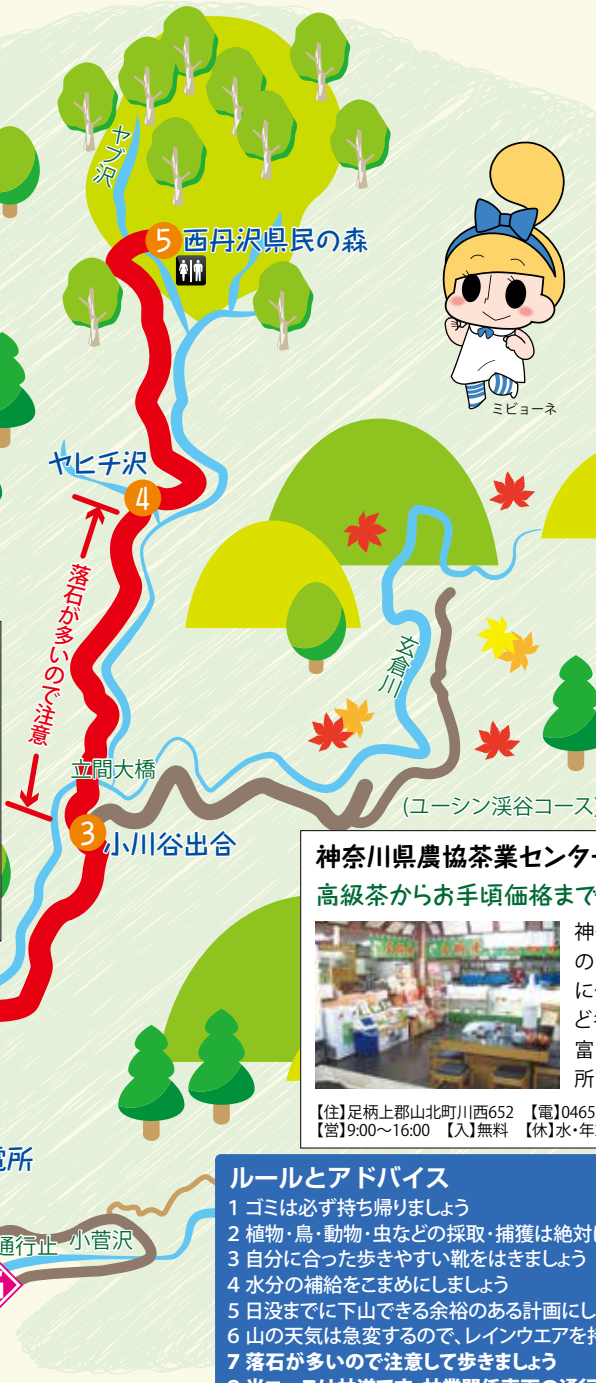 ヤブ沢
5 西丹沢県民の森
ミビョーネ
ヤヒチ沢
4
落石が多いので注意
玄倉川
立間大橋
(ユーシン渓谷コース)
3 小川谷出合
神奈川県農協茶業センター
高級茶からお手頃価格まで
神
の
に
ど
富
所
【住】足柄上郡山北町川西652 【電】0465
【営】9:00～16:00 【入】無料 【休】水・年
電所
通行止 小菅沢
ルールとアドバイス
1 ゴミは必ず持ち帰りましょう
2 植物・鳥・動物・虫などの採取・捕獲は絶対
3 自分に合った歩きやすい靴をはきましょう
4 水分の補給をこまめにしましょう
5 日没までに下山できる余裕のある計画にし
6 山の天気は急変するので、レインウエアを持
7 落石が多いので注意して歩きましょう